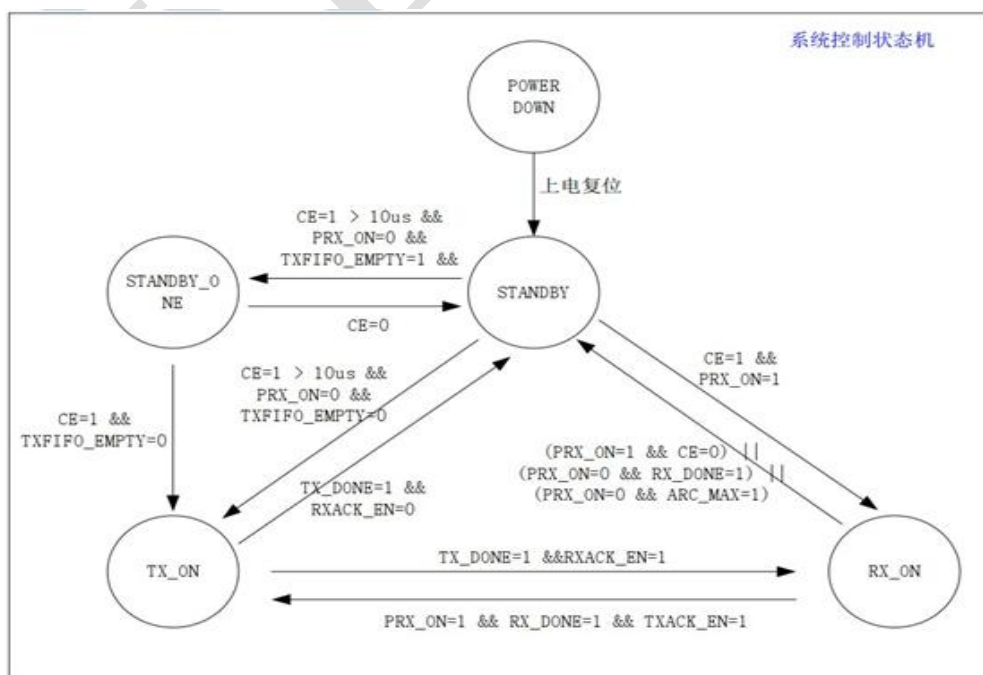 系统控制状态机
POWER
DOWN
上电复位
CE=1 > 10us &&
PRX_ON=0 &&
TXFIFO_EMPTY=1 &&
STANDBY_O
NE
STANDBY
CE=0
CE=1 &&
PRX_ON=1
CE=1 > 10us &&
PRX_ON=0 &&
TXFIFO_EMPTY=0
CE=1 &&
TXFIFO_EMPTY=0
(PRX_ON=1 && CE=0) ||
(PRX_ON=0 && RX_DONE=1) ||
(PRX_ON=0 && ARC_MAX=1)
TX_DONE=1 &&
RXACK_EN=0
TX_ON
TX_DONE=1 &&RXACK_EN=1
RX_ON
PRX_ON=1 && RX_DONE=1 && TXACK_EN=1